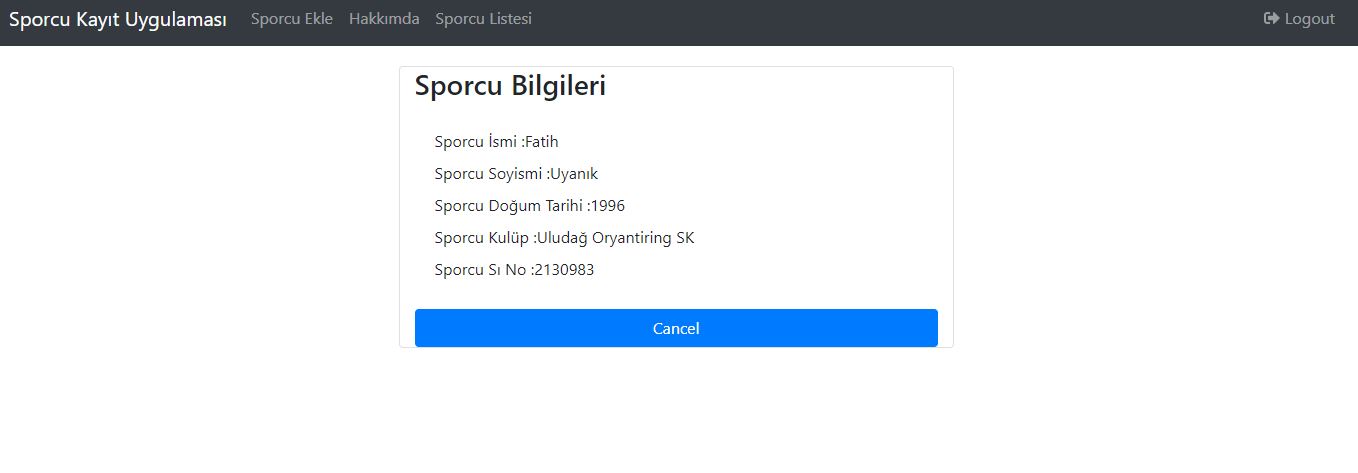 Sporcu Kayıt Uygulaması Sporcu Ekle Hakkımda Sporcu Listesi Logout
Sporcu Bilgileri
Sporcu İsmi :Fatih
Sporcu Soyismi :Uyanık
Sporcu Doğum Tarihi :1996
Sporcu Kulüp :Uludağ Oryantiring SK
Sporcu Sı No :2130983
Cancel